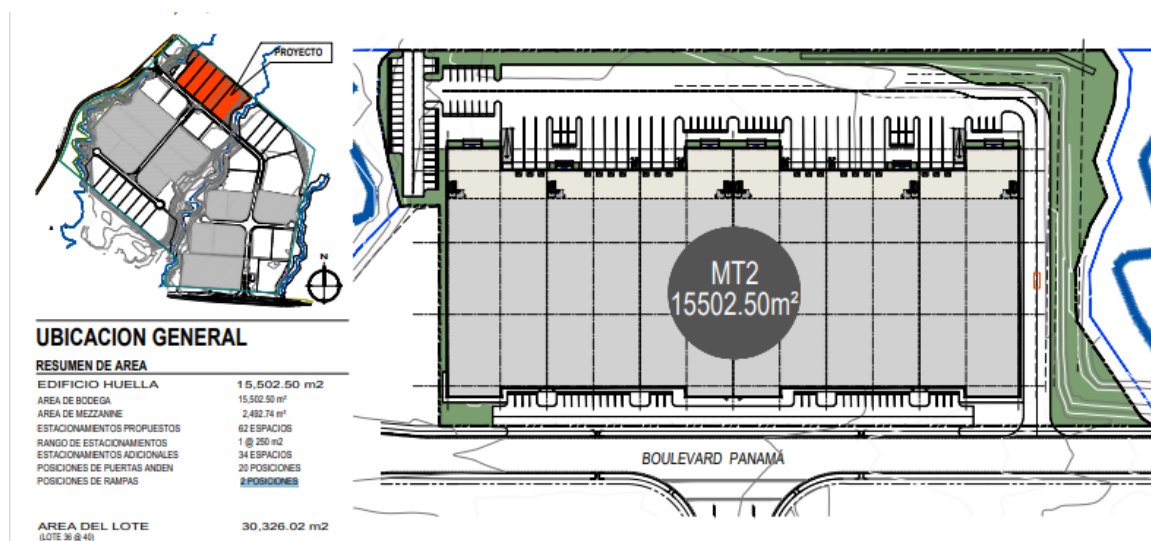 PROYECTO
N
UBICACION GENERAL
RESUMEN DE AREA
EDIFICIO HUELLA 15,502.50 m2
AREA DE BODEGA 15,502.50 m²
AREA DE MEZZANINE 2,492.74 m²
ESTACIONAMIENTOS PROPUESTOS 62 ESPACIOS
RANGO DE ESTACIONAMIENTOS 1 @ 250 m2
ESTACIONAMIENTOS ADICIONALES 34 ESPACIOS
POSICIONES DE PUERTAS ANDEN 20 POSICIONES
POSICIONES DE RAMPAS 2 POSICIONES
AREA DEL LOTE 30,326.02 m2
(LOTE 36 @ 40)
MT2
15502.50m²
BOULEVARD PANAMÁ